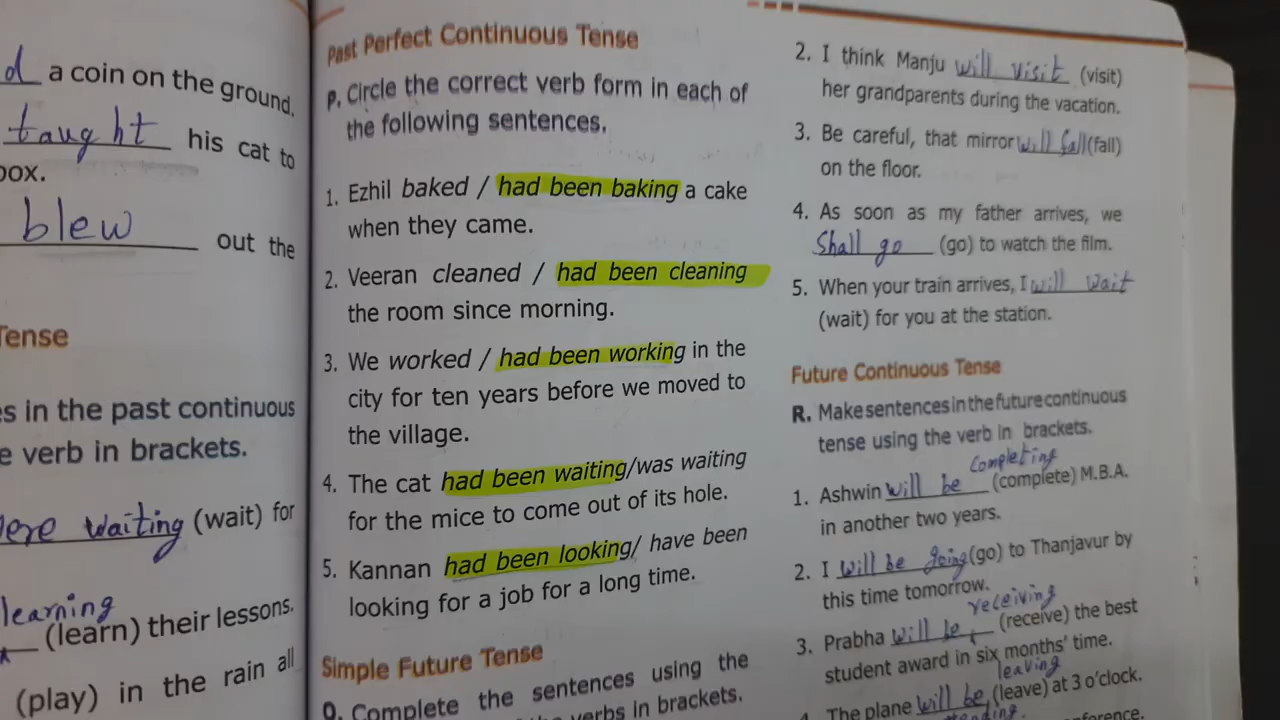 d a coin on the ground.
taught his cat to
box.
blew out the
Tense
es in the past continuous
e verb in brackets.
were waiting (wait) for
learning
(learn) their lessons.
(play) in the rain all
Past Perfect Continuous Tense
P. Circle the correct verb form in each of
the following sentences.
1. Ezhil baked / had been baking a cake
when they came.
2. Veeran cleaned / had been cleaning
the room since morning.
3. We worked / had been working in the
city for ten years before we moved to
the village.
4. The cat had been waiting/was waiting
for the mice to come out of its hole.
5. Kannan had been looking/ have been
looking for a job for a long time.
Simple Future Tense
Q. Complete the sentences using the
verbs in brackets.
2. I think Manju will visit (visit)
her grandparents during the vacation.
3. Be careful, that mirror will fall (fall)
on the floor.
4. As soon as my father arrives, we
Shall go (go) to watch the film.
5. When your train arrives, I will wait
(wait) for you at the station.
Future Continuous Tense
R. Make sentences in the future continuous
tense using the verb in brackets.
completing
1. Ashwin will be (complete) M.B.A.
in another two years.
2. I will be going (go) to Thanjavur by
this time tomorrow.
receiving
3. Prabha will be (receive) the best
student award in six months' time.
leaving
4. The plane will be (leave) at 3 o'clock.